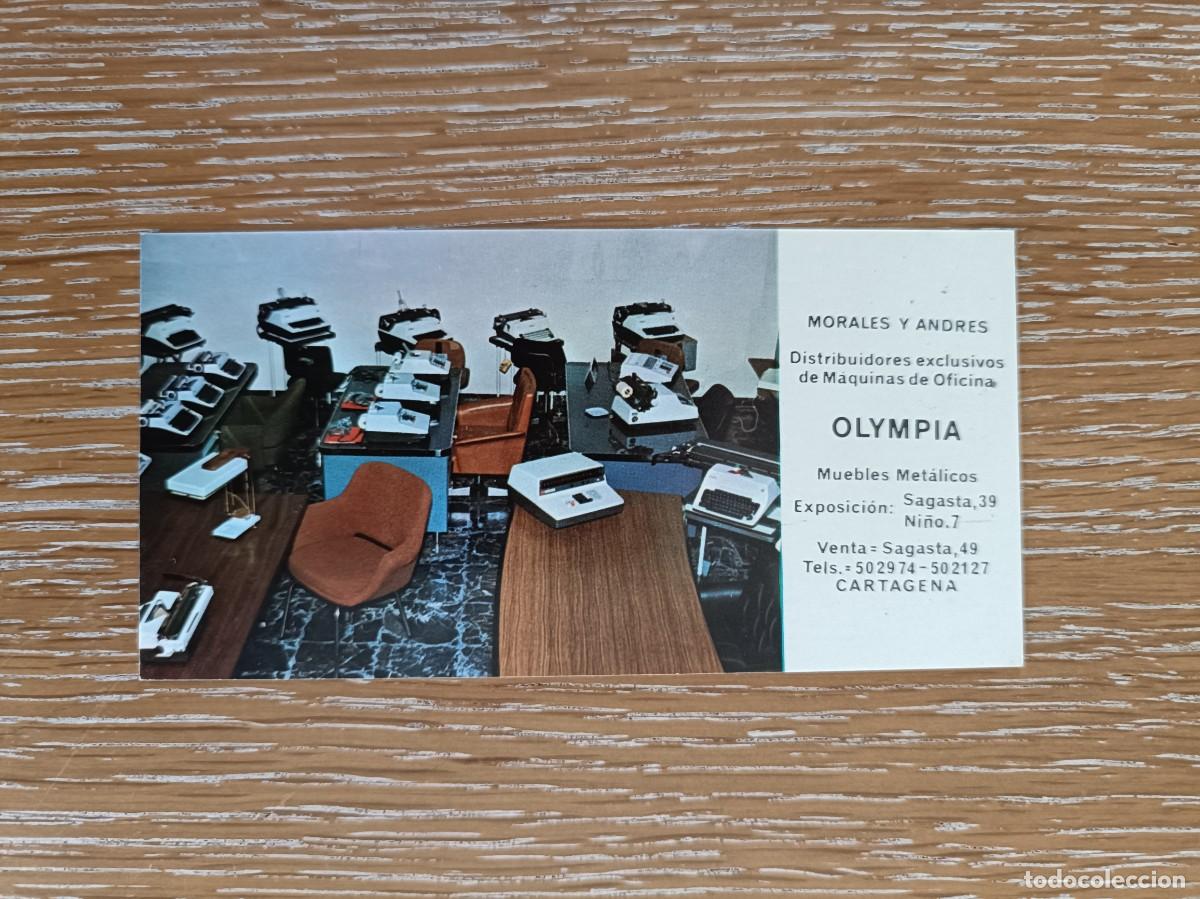 MORALES Y ANDRES
Distribuidores exclusivos
de Máquinas de Oficina
OLYMPIA
Muebles Metálicos
Exposición: Sagasta,39
Niño.7
Venta = Sagasta,49
Tels. = 502974 - 502127
CARTAGENA
todocoleccion